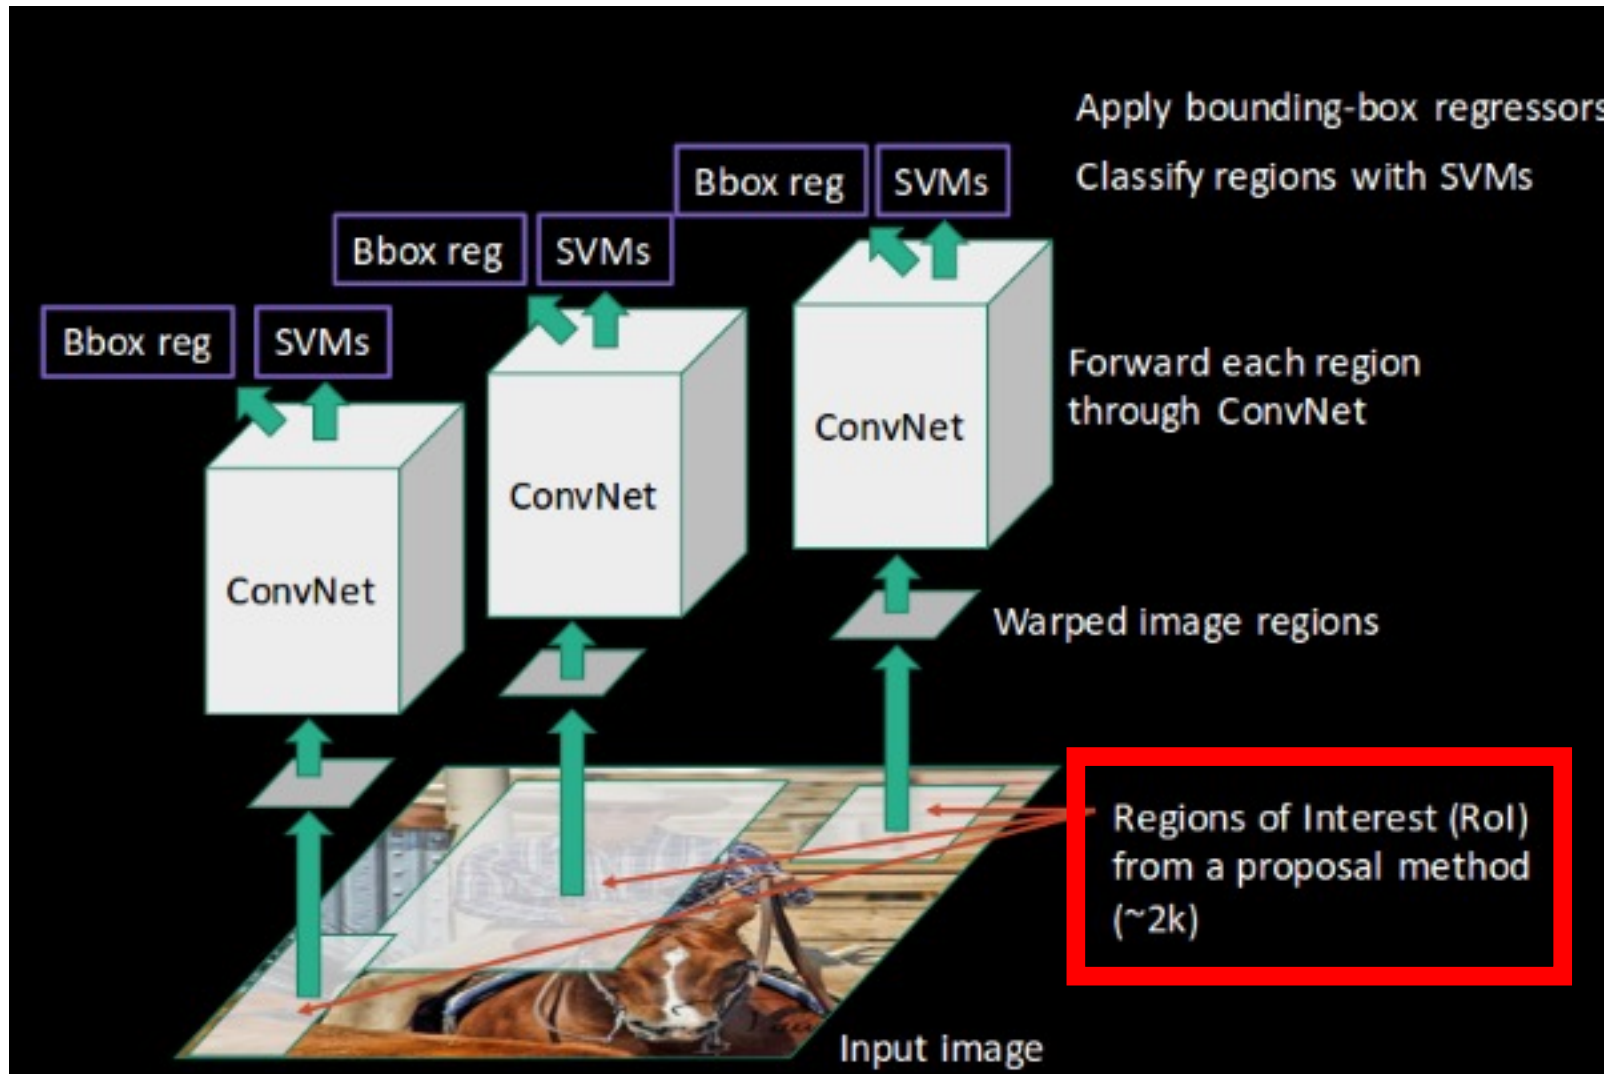 Apply bounding-box regressors
Bbox reg
SVMs
Classify regions with SVMs
Bbox reg
SVMs
Bbox reg
SVMs
Forward each region
through ConvNet
ConvNet
ConvNet
ConvNet
Warped image regions
Regions of Interest (RoI)
from a proposal method
(~2k)
Input image